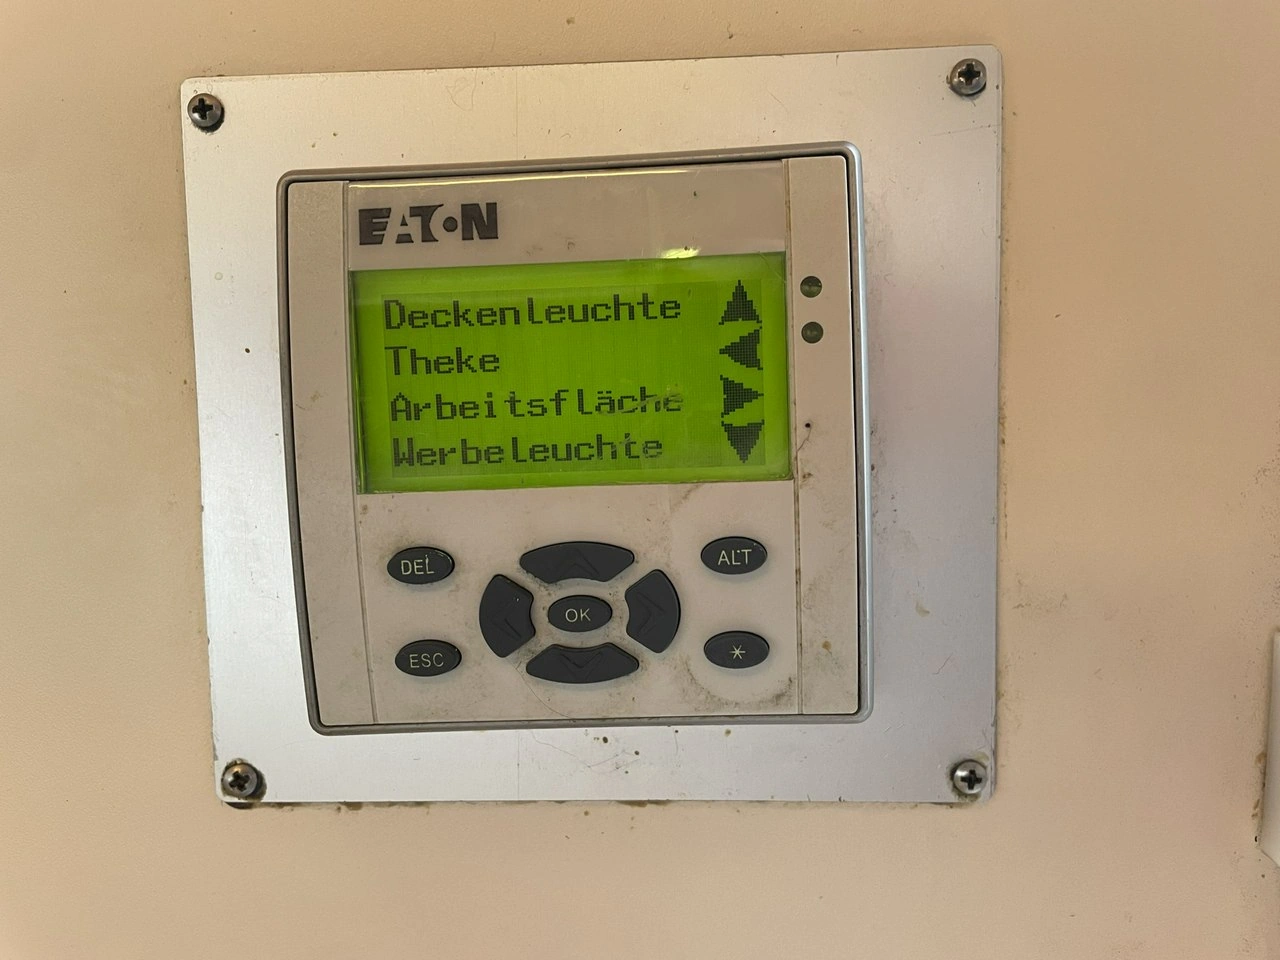 EATON
Deckenleuchte
Theke
Arbeitsfläche
Werbeleuchte
DEL
ALT
OK
ESC
*